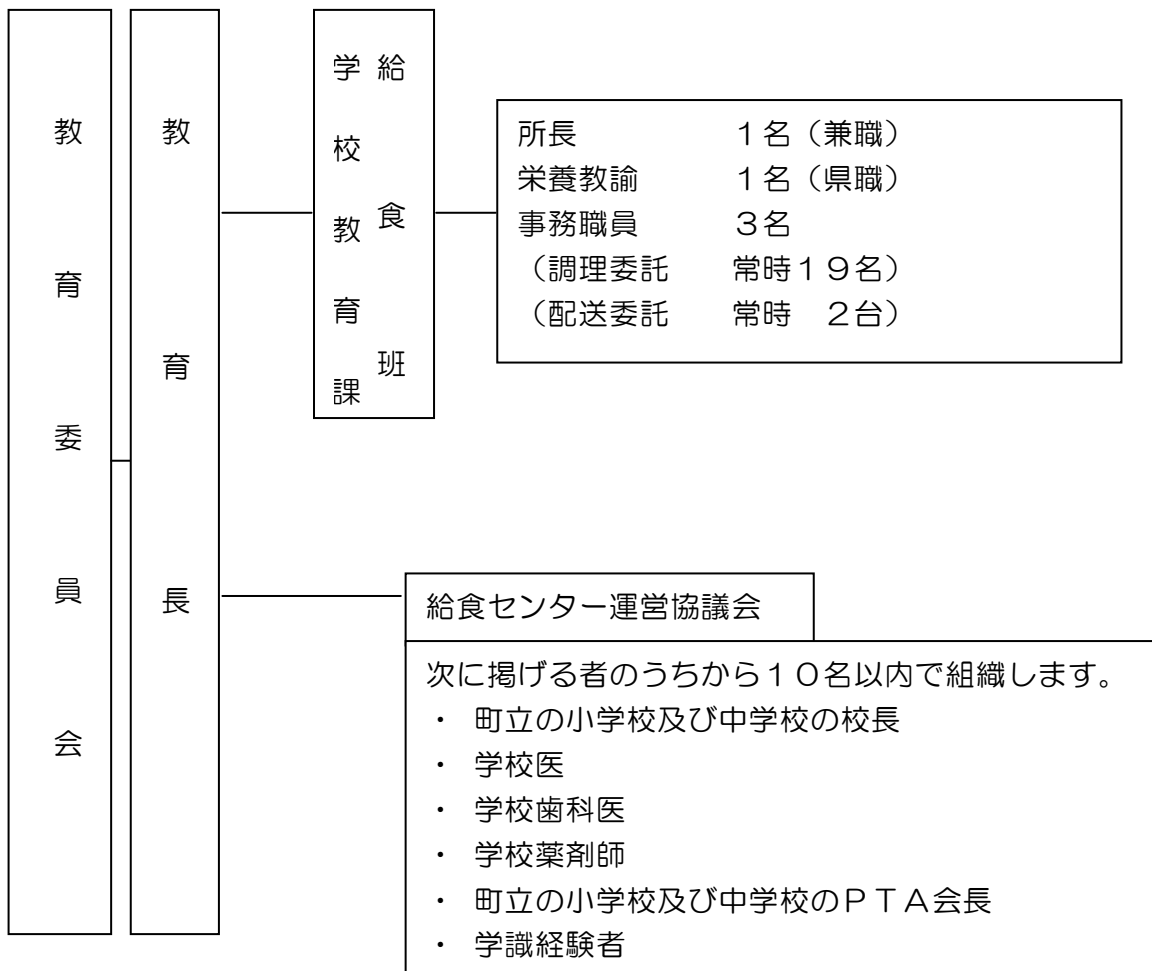 教育委員会
教育長
学校教育課
給食班
所長　　　　　１名（兼職）
栄養教諭　　　１名（県職）
事務職員　　　３名
（調理委託　　常時１９名）
（配送委託　　常時　２台）
給食センター運営協議会
次に掲げる者のうちから１０名以内で組織します。
・　町立の小学校及び中学校の校長
・　学校医
・　学校歯科医
・　学校薬剤師
・　町立の小学校及び中学校のＰＴＡ会長
・　学識経験者